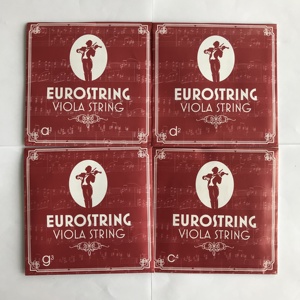 EUROSTRING
VIOLA STRING
a1
EUROSTRING
VIOLA STRING
d2
EUROSTRING
VIOLA STRING
g3
EUROSTRING
VIOLA STRING
c4